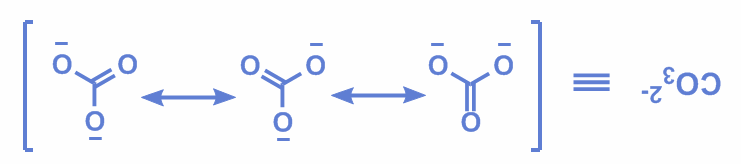 O⁻ O O O⁻ O⁻ O⁻ ≡ CO₃²⁻
O⁻ O⁻ O